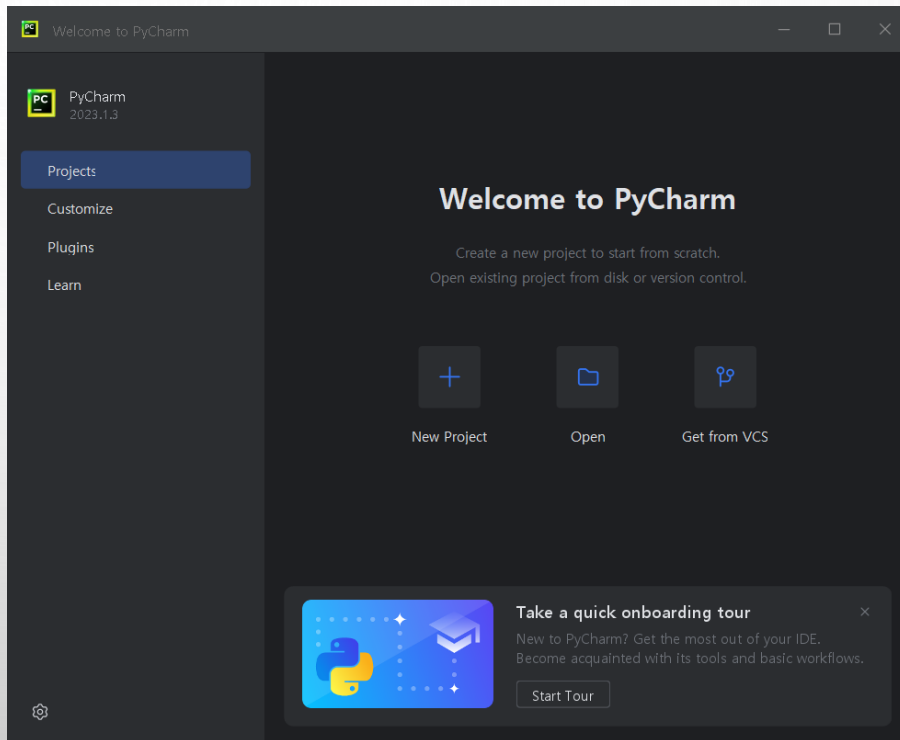 PC
Welcome to PyCharm
PC
PyCharm
2023.1.3
Projects
Customize
Plugins
Learn
Welcome to PyCharm
Create a new project to start from scratch.
Open existing project from disk or version control.
New Project
Open
Get from VCS
Take a quick onboarding tour
New to PyCharm? Get the most out of your IDE.
Become acquainted with its tools and basic workflows.
Start Tour